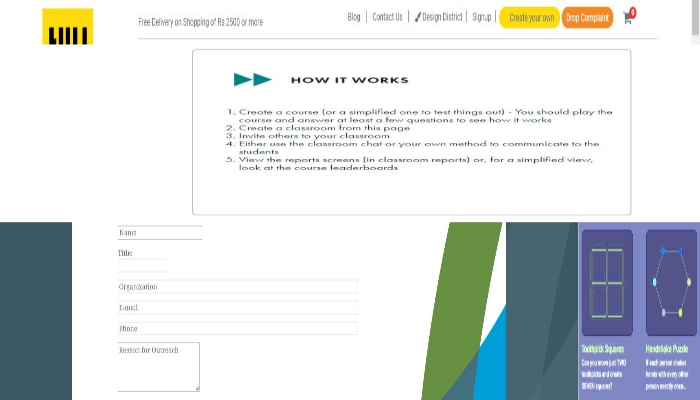 Free Delivery on Shopping of Rs 2500 or more
Blog
Contact Us
Design District
Signup
Create your own
Drop Complaint
0
HOW IT WORKS
1. Create a course (or a simplified one to test things out) - You should play the
course and answer at least a few questions to see how it works
2. Create a classroom from this page
3. Invite others to your classroom
4. Either use the classroom chat or your own method to communicate to the
students
5. View the reports screens (in classroom reports) or, for a simplified view,
look at the course leaderboards
Name
Title:
Organization
E-mail
Phone
Reason for Outreach
Toothpick Squares
Can you move just TWO
toothpicks and create
SEVEN squares?
Handshake Puzzle
If each person shakes
hands with every other
person exactly once...